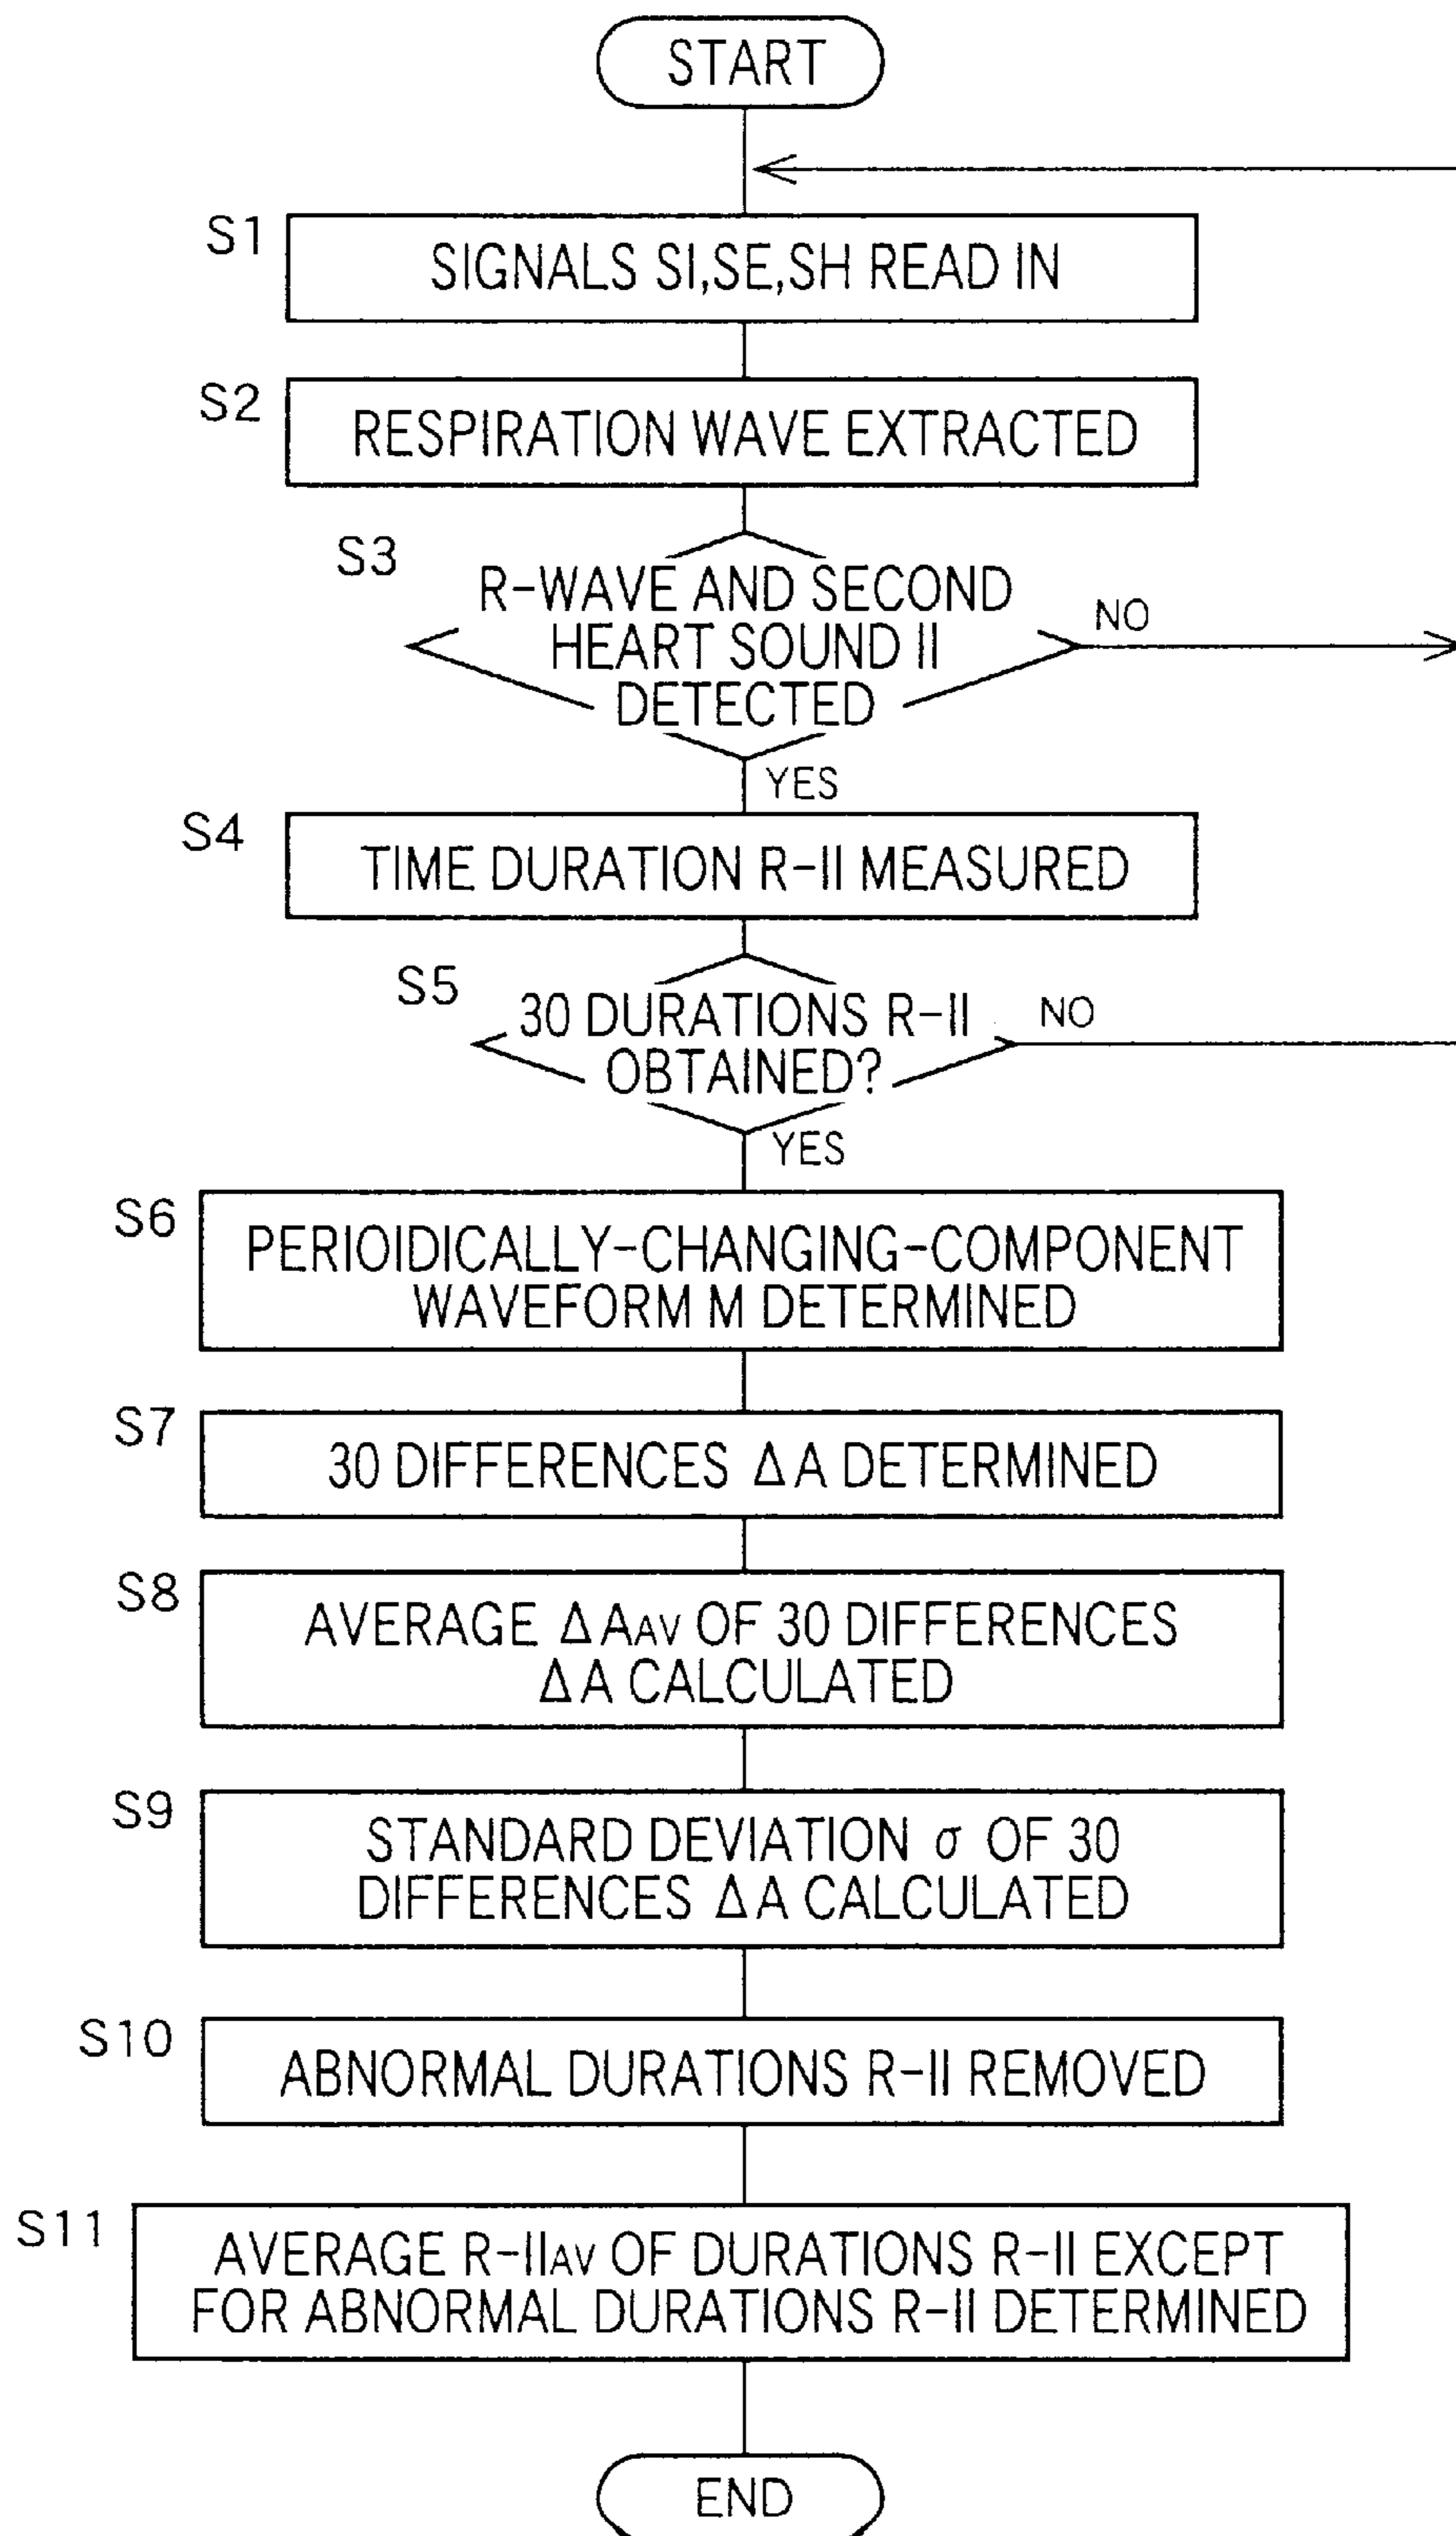 START
S1
SIGNALS SI,SE,SH READ IN
S2
RESPIRATION WAVE EXTRACTED
S3
R-WAVE AND SECOND
HEART SOUND II
DETECTED
NO
YES
S4
TIME DURATION R-II MEASURED
S5
30 DURATIONS R-II
OBTAINED?
NO
YES
S6
PERIOIDICALLY-CHANGING-COMPONENT
WAVEFORM M DETERMINED
S7
30 DIFFERENCES ΔA DETERMINED
S8
AVERAGE ΔAAV OF 30 DIFFERENCES
ΔA CALCULATED
S9
STANDARD DEVIATION σ OF 30
DIFFERENCES ΔA CALCULATED
S10
ABNORMAL DURATIONS R-II REMOVED
S11
AVERAGE R-IIAV OF DURATIONS R-II EXCEPT
FOR ABNORMAL DURATIONS R-II DETERMINED
END